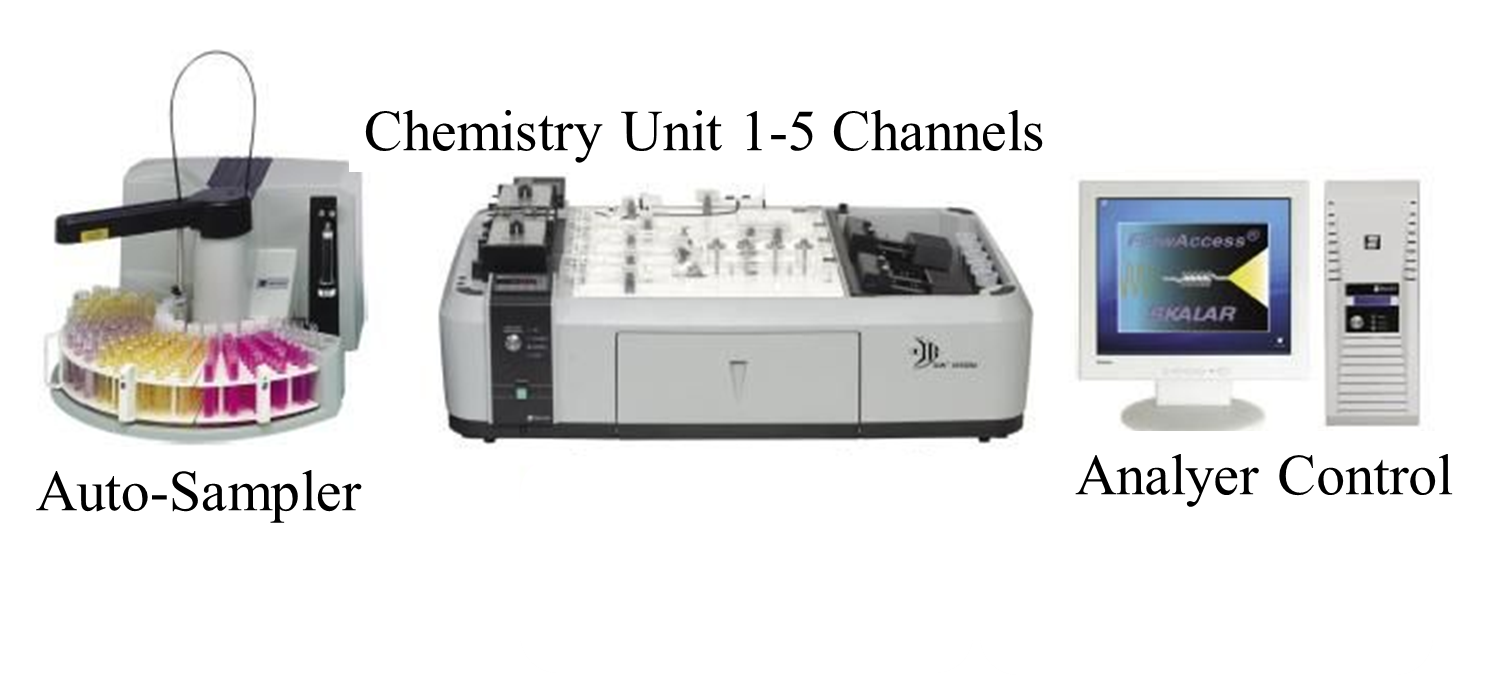 Chemistry Unit 1-5 Channels
FlowAccess®
SKALAR
Auto-Sampler
Analyer Control